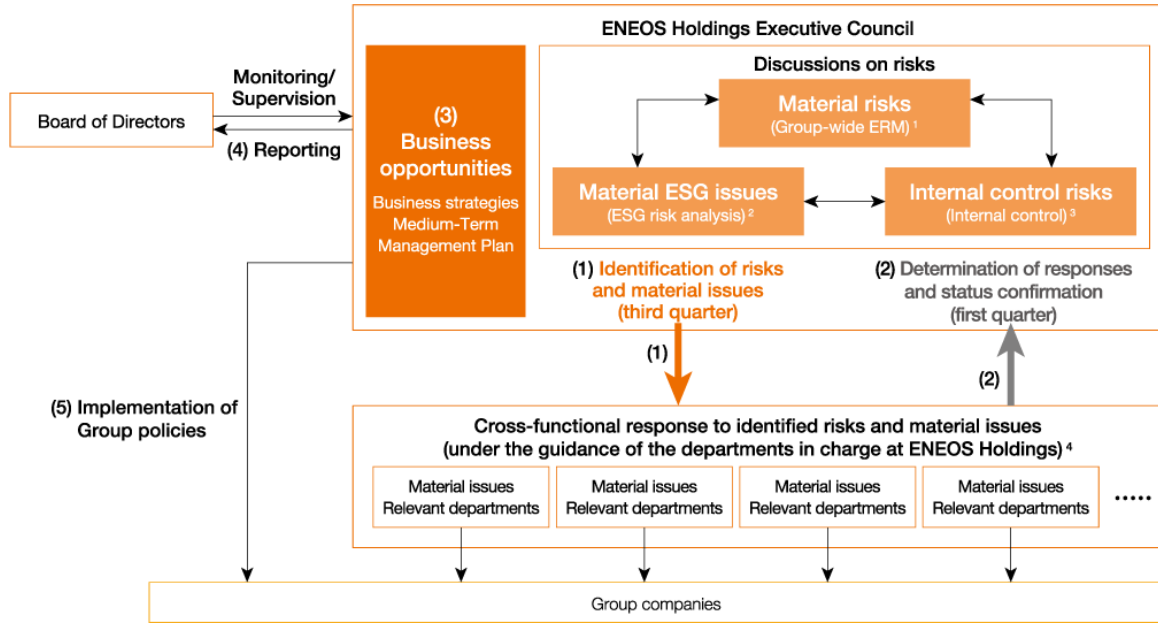 ENEOS Holdings Executive Council
Board of Directors
Monitoring/
Supervision
(4) Reporting
(3)
Business
opportunities
Business strategies
Medium-Term
Management Plan
Discussions on risks
Material risks
(Group-wide ERM) 1
Material ESG issues
(ESG risk analysis) 2
Internal control risks
(Internal control) 3
(1) Identification of risks
and material issues
(third quarter)
(2) Determination of responses
and status confirmation
(first quarter)
(1)
(2)
(5) Implementation of
Group policies
Cross-functional response to identified risks and material issues
(under the guidance of the departments in charge at ENEOS Holdings) 4
Material issues
Relevant departments
Material issues
Relevant departments
Material issues
Relevant departments
Material issues
Relevant departments
.....
Group companies